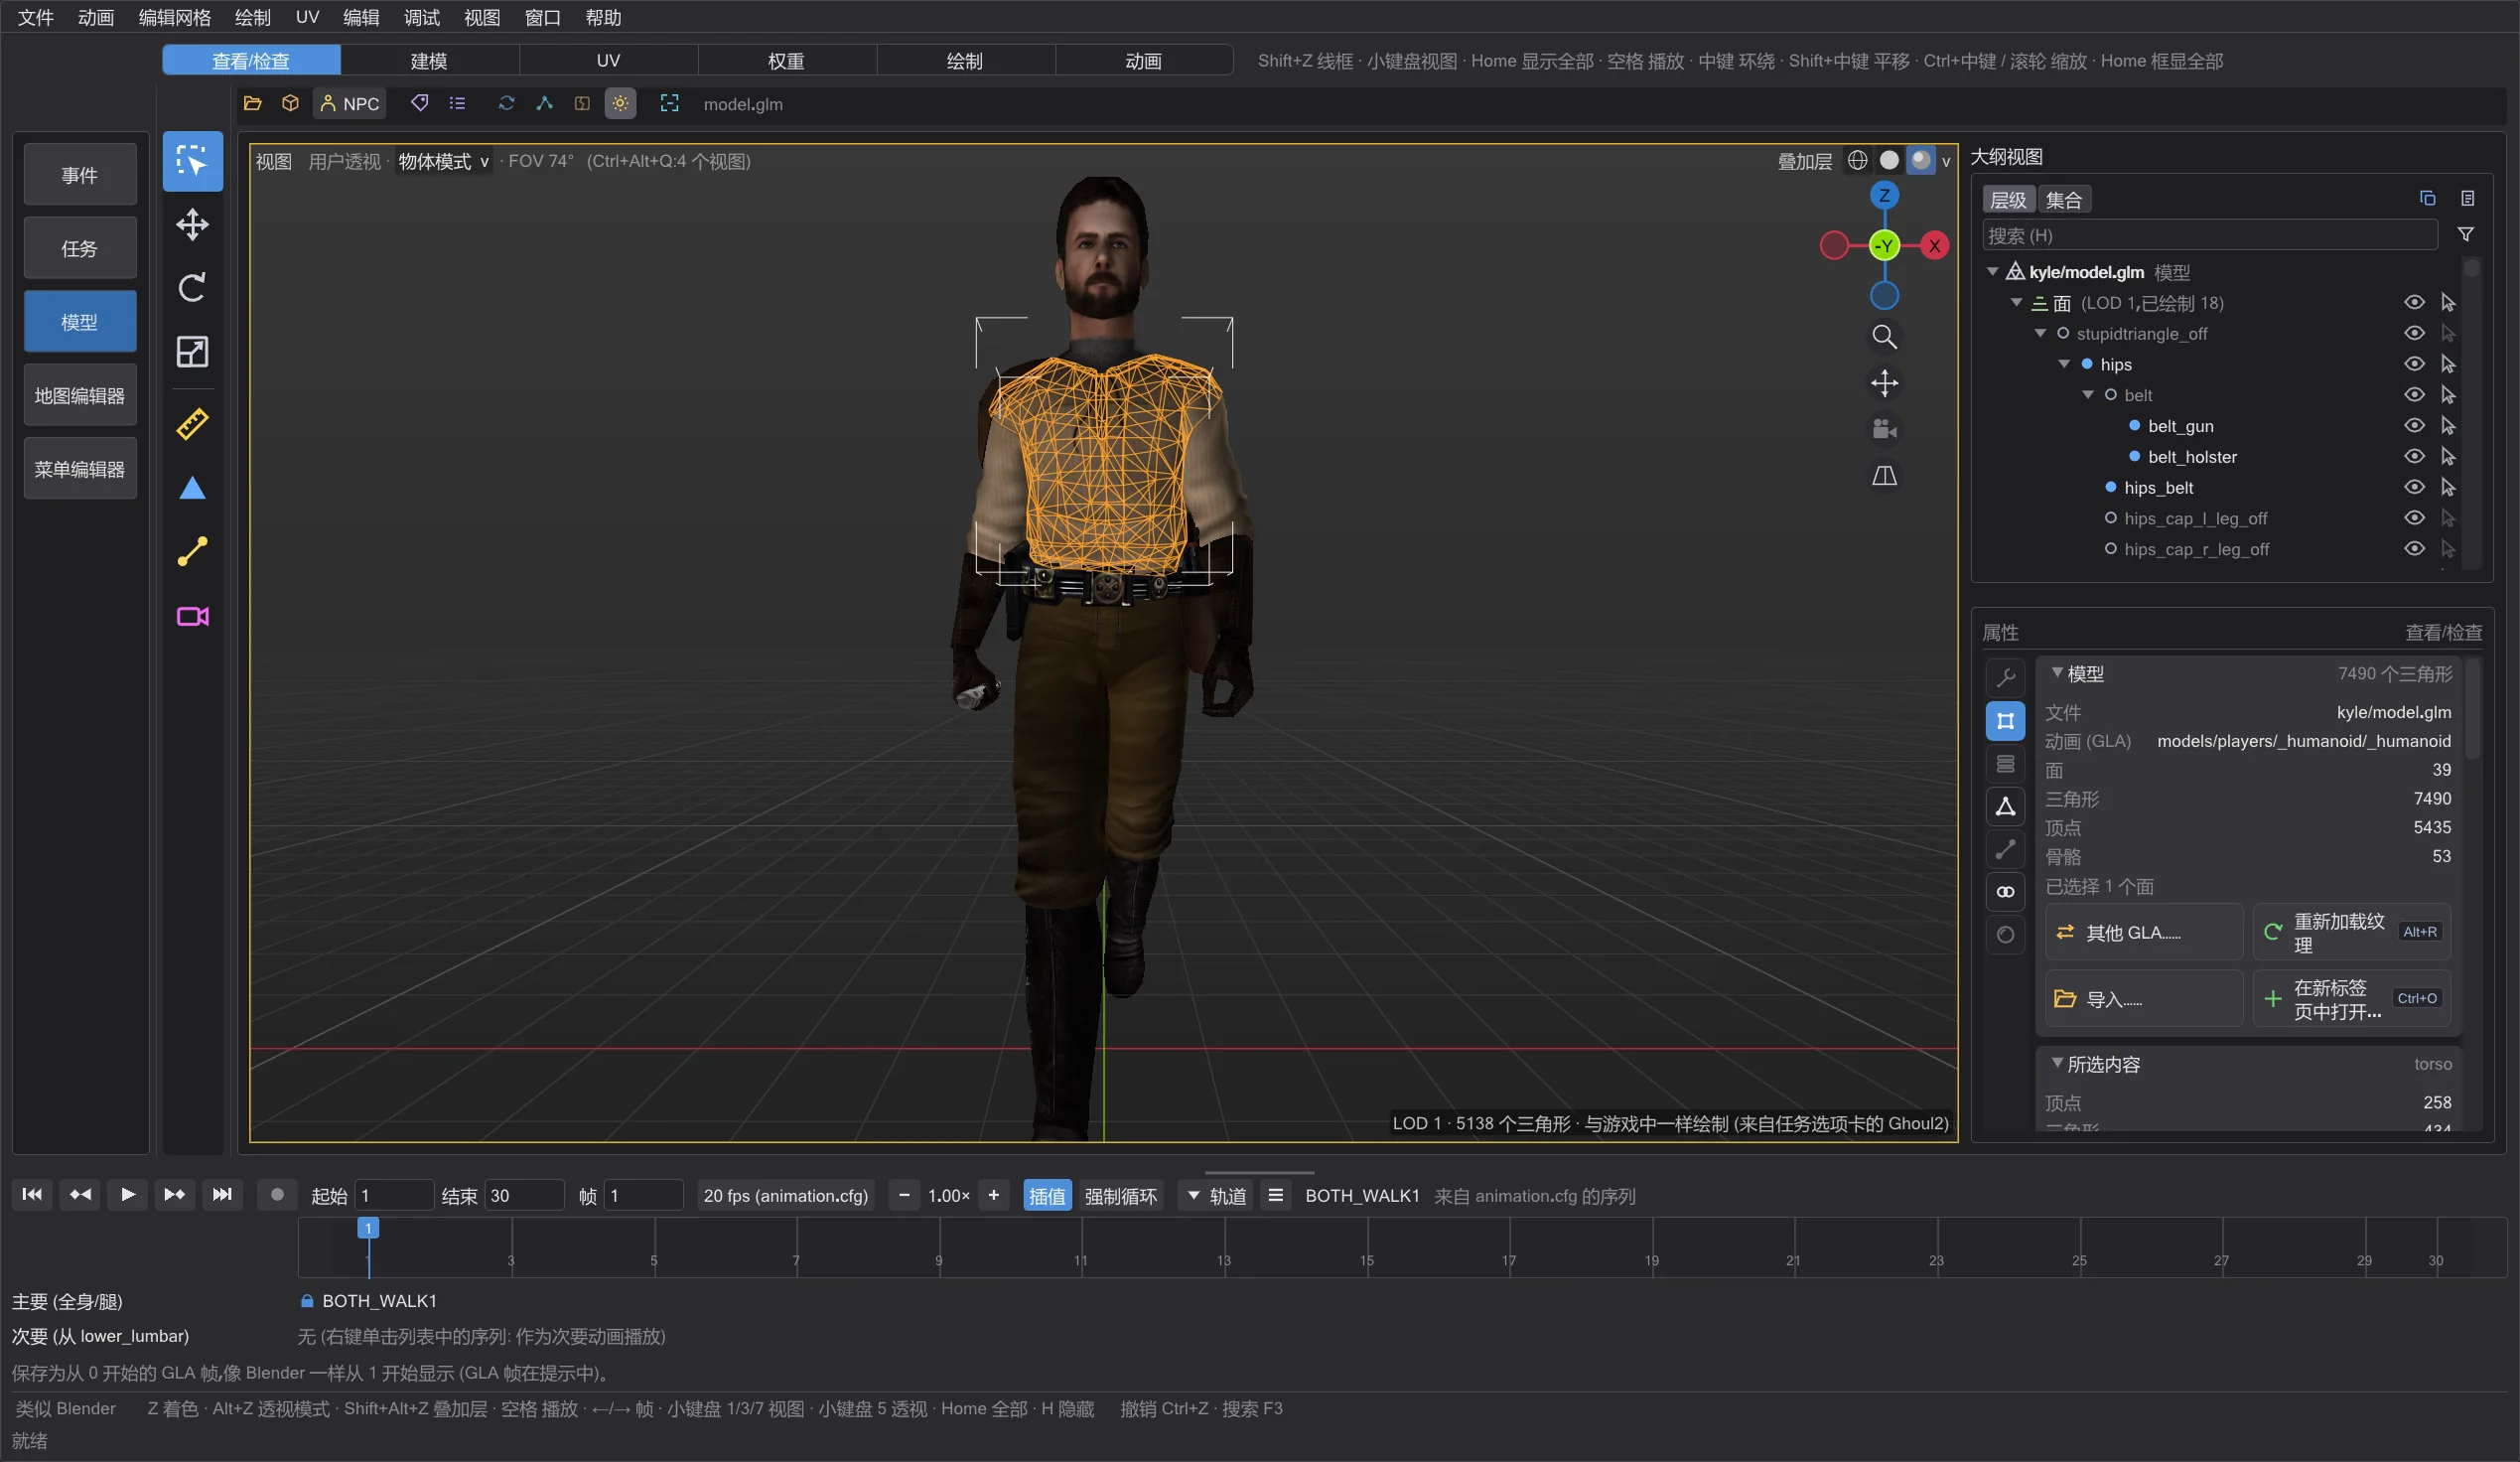 文件 动画 编辑网格 绘制 UV 编辑 调试 视图 窗口 帮助
查看/检查 建模 UV 权重 绘制 动画 Shift+Z 线框 · 小键盘视图 · Home 显示全部 · 空格 播放 · 中键 环绕 · Shift+中键 平移 · Ctrl+中键 / 滚轮 缩放 · Home 框显全部
NPC model.glm
事件
任务
模型
地图编辑器
菜单编辑器
视图 用户透视 · 物体模式 v · FOV 74° (Ctrl+Alt+Q:4 个视图)
叠加层 v
Z
-Y
X
LOD 1 · 5138 个三角形 · 与游戏中一样绘制 (来自任务选项卡的 Ghoul2)
大纲视图
层级 集合
搜索 (H)
kyle/model.glm 模型
面 (LOD 1,已绘制 18)
stupidtriangle_off
hips
belt
belt_gun
belt_holster
hips_belt
hips_cap_l_leg_off
hips_cap_r_leg_off
属性 查看/检查
模型 7490 个三角形
文件 kyle/model.glm
动画 (GLA) models/players/_humanoid/_humanoid
面 39
三角形 7490
顶点 5435
骨骼 53
已选择 1 个面
其他 GLA……
重新加载纹理 Alt+R
导入……
在新标签页中打开… Ctrl+O
所选内容 torso
顶点 258
三角形 434
起始 1 结束 30 帧 1 20 fps (animation.cfg) − 1.00× + 插值 强制循环 轨道 BOTH_WALK1 来自 animation.cfg 的序列
1
1 3 5 7 9 11 13 15 17 19 21 23 25 27 29 30
主要 (全身/腿) BOTH_WALK1
次要 (从 lower_lumbar) 无 (右键单击列表中的序列: 作为次要动画播放)
保存为从 0 开始的 GLA 帧,像 Blender 一样从 1 开始显示 (GLA 帧在提示中)。
类似 Blender Z 着色 · Alt+Z 透视模式 · Shift+Alt+Z 叠加层 · 空格 播放 · ←/→ 帧 · 小键盘 1/3/7 视图 · 小键盘 5 透视 · Home 全部 · H 隐藏 撤销 Ctrl+Z · 搜索 F3
就绪